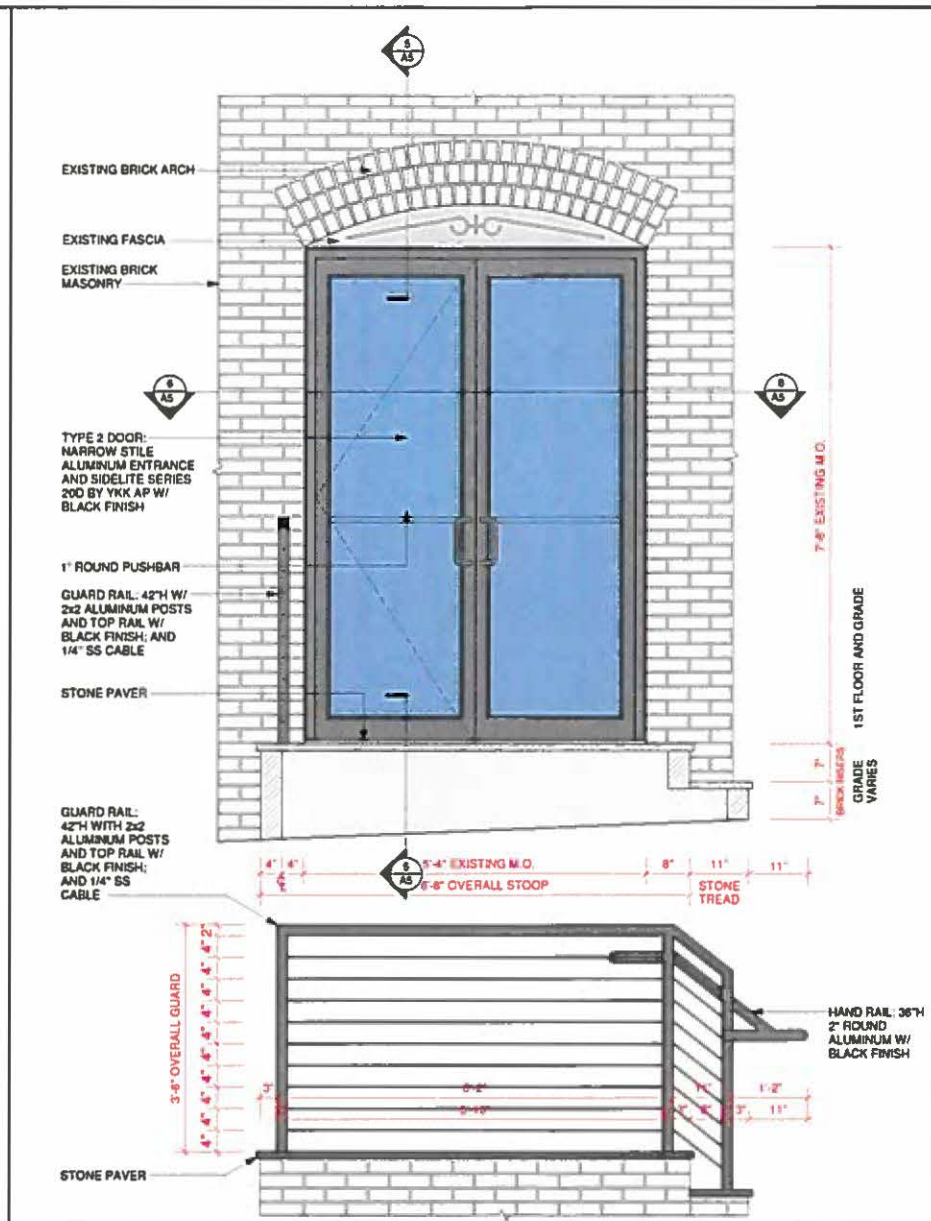 5
A5
EXISTING BRICK ARCH
EXISTING FASCIA
EXISTING BRICK
MASONRY
6
A5
8
A5
TYPE 2 DOOR:
NARROW STILE
ALUMINUM ENTRANCE
AND SIDELITE SERIES
20D BY YKK AP W/
BLACK FINISH
7'-8" EXISTING M.O.
1" ROUND PUSHBAR
GUARD RAIL: 42"H W/
2x2 ALUMINUM POSTS
AND TOP RAIL W/
BLACK FINISH; AND
1/4" SS CABLE
1ST FLOOR AND GRADE
STONE PAVER
7"
7"
BRICK RISERS
GRADE
VARIES
GUARD RAIL:
42"H WITH 2x2
ALUMINUM POSTS
AND TOP RAIL W/
BLACK FINISH;
AND 1/4" SS
CABLE
4" 4" 5'-4" EXISTING M.O. 8" 11" 11"
6'-8" OVERALL STOOP
STONE
TREAD
6
A5
3'-6" OVERALL GUARD
2"
4"
4"
4"
4"
4"
4"
4"
4"
4"
4"
HAND RAIL: 36"H
2" ROUND
ALUMINUM W/
BLACK FINISH
6'-2" 11" 1'-2"
5'-10" 3" 11"
STONE PAVER